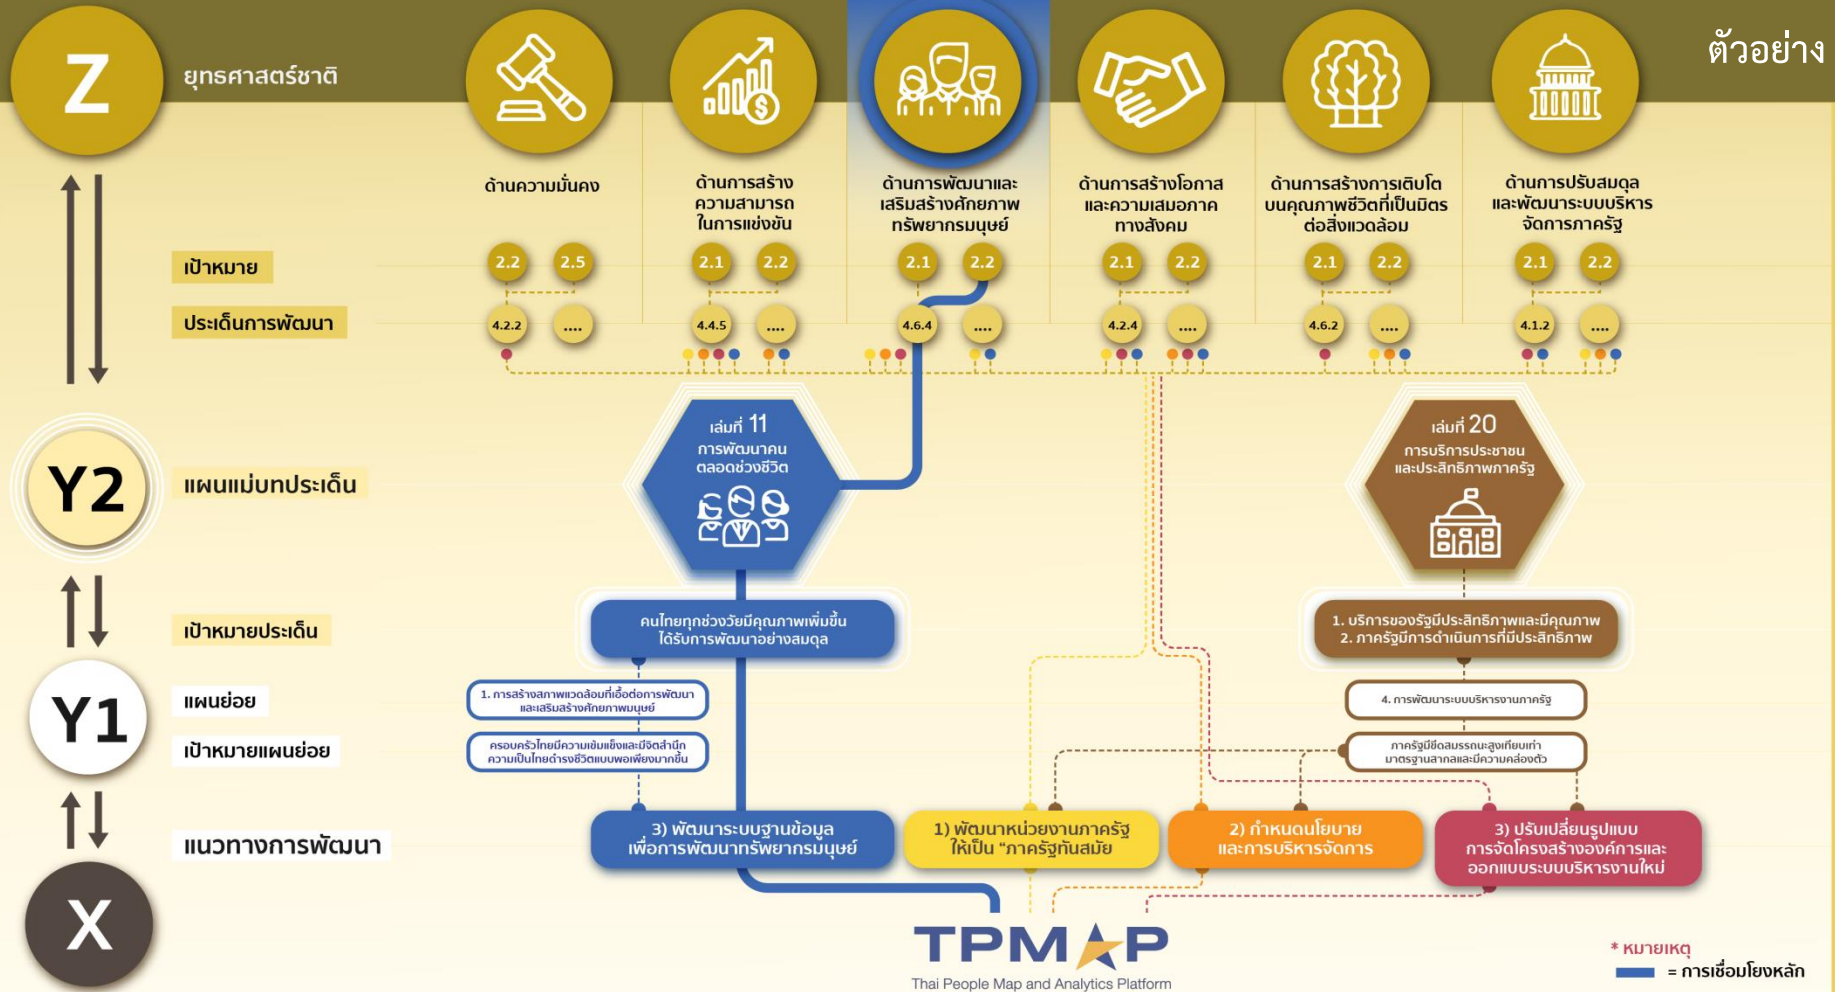 ตัวอย่าง
Z
ยุทธศาสตร์ชาติ
ด้านความมั่นคง
ด้านการสร้าง
ความสามารถ
ในการแข่งขัน
ด้านการพัฒนาและ
เสริมสร้างศักยภาพ
ทรัพยากรมนุษย์
ด้านการสร้างโอกาส
และความเสมอภาค
ทางสังคม
ด้านการสร้างการเติบโต
บนคุณภาพชีวิตที่เป็นมิตร
ต่อสิ่งแวดล้อม
ด้านการปรับสมดุล
และพัฒนาระบบบริหาร
จัดการภาครัฐ
เป้าหมาย
2.2 2.5 2.1 2.2 2.1 2.2 2.1 2.2 2.1 2.2 2.1 2.2
ประเด็นการพัฒนา
4.2.2 .... 4.4.5 .... 4.6.4 .... 4.2.4 .... 4.6.2 .... 4.1.2 ....
Y2
แผนแม่บทประเด็น
เล่มที่ 11
การพัฒนาคน
ตลอดช่วงชีวิต
เล่มที่ 20
การบริการประชาชน
และประสิทธิภาพภาครัฐ
เป้าหมายประเด็น
คนไทยทุกช่วงวัยมีคุณภาพเพิ่มขึ้น
ได้รับการพัฒนาอย่างสมดุล
1. บริการของรัฐมีประสิทธิภาพและมีคุณภาพ
2. ภาครัฐมีการดำเนินการที่มีประสิทธิภาพ
Y1
แผนย่อย
1. การสร้างสภาพแวดล้อมที่เอื้อต่อการพัฒนา
และเสริมสร้างศักยภาพมนุษย์
4. การพัฒนาระบบบริหารงานภาครัฐ
เป้าหมายแผนย่อย
ครอบครัวไทยมีความเข้มแข็งและมีจิตสำนึก
ความเป็นไทยดำรงชีวิตแบบพอเพียงมากขึ้น
ภาครัฐมีขีดสมรรถนะสูงเทียบเท่า
มาตรฐานสากลและมีความคล่องตัว
แนวทางการพัฒนา
3) พัฒนาระบบฐานข้อมูล
เพื่อการพัฒนาทรัพยากรมนุษย์
1) พัฒนาหน่วยงานภาครัฐ
ให้เป็น “ภาครัฐทันสมัย
2) กำหนดนโยบาย
และการบริหารจัดการ
3) ปรับเปลี่ยนรูปแบบ
การจัดโครงสร้างองค์การและ
ออกแบบระบบบริหารงานใหม่
X
TPMAP
Thai People Map and Analytics Platform
* หมายเหตุ
= การเชื่อมโยงหลัก